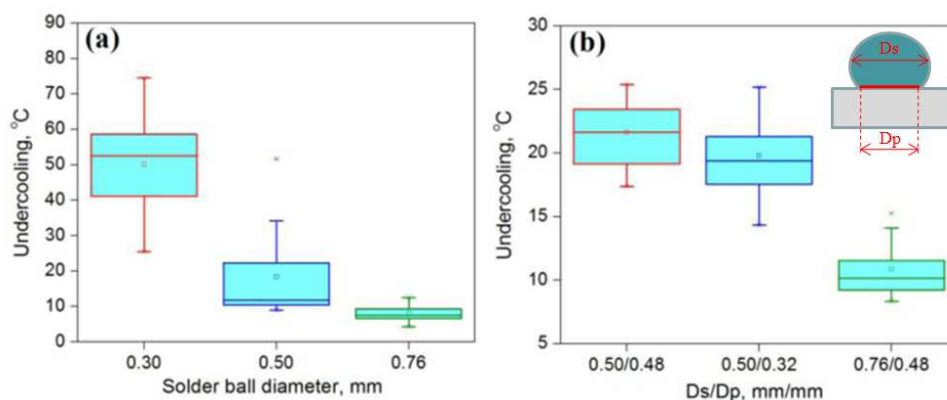 (a)
90
80
70
60
50
40
30
20
10
0
Undercooling, °C
0.30 0.50 0.76
Solder ball diameter, mm
(b)
30
25
20
15
10
5
Undercooling, °C
0.50/0.48 0.50/0.32 0.76/0.48
Ds/Dp, mm/mm
Ds
Dp